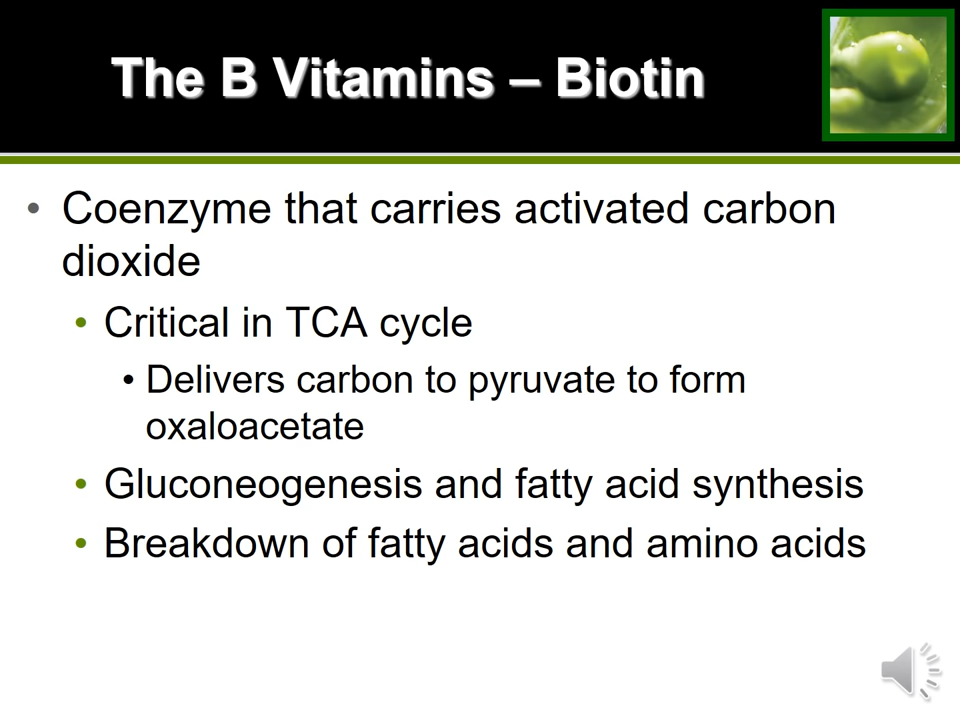 The B Vitamins – Biotin
• Coenzyme that carries activated carbon
dioxide
• Critical in TCA cycle
• Delivers carbon to pyruvate to form
oxaloacetate
• Gluconeogenesis and fatty acid synthesis
• Breakdown of fatty acids and amino acids